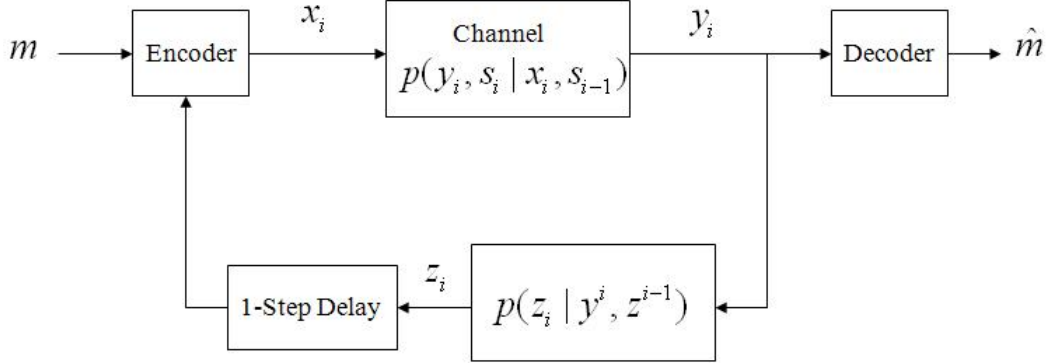 m
Encoder
x_i
Channel
p(y_i, s_i | x_i, s_{i-1})
y_i
Decoder
m̂
1-Step Delay
z_i
p(z_i | y^i, z^{i-1})